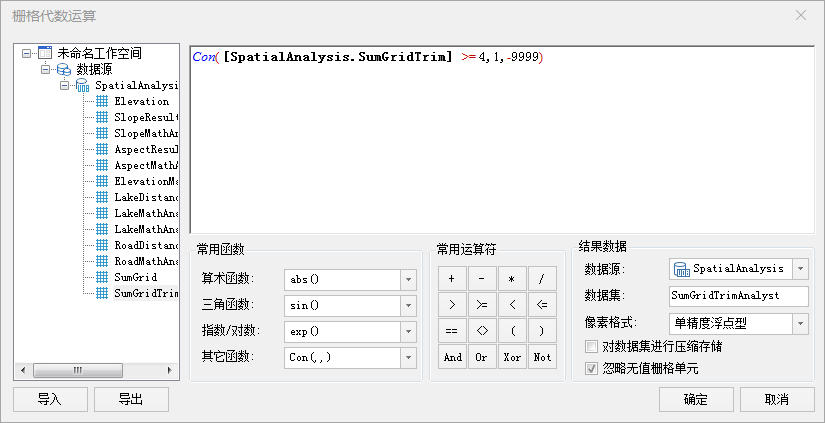 栅格代数运算
未命名工作空间
数据源
SpatialAnalysi
Elevation
SlopeResult
SlopeMathAn
AspectResul
AspectMathA
ElevationMa
LakeDistanc
LakeMathAna
LakeMathAna
RoadDistanc
RoadMathAna
SumGrid
SumGridTrim
导入 导出
Con( [SpatialAnalysis.SumGridTrim] >= 4,1,-9999)
常用函数
算术函数: abs()
三角函数: sin()
指数/对数: exp()
其它函数: Con(,,)
常用运算符
+ - * /
> >= < <=
== <> ( )
And Or Xor Not
结果数据
数据源: SpatialAnalysis
数据集: SumGridTrimAnalyst
像素格式: 单精度浮点型
对数据集进行压缩存储
忽略无值栅格单元
确定 取消